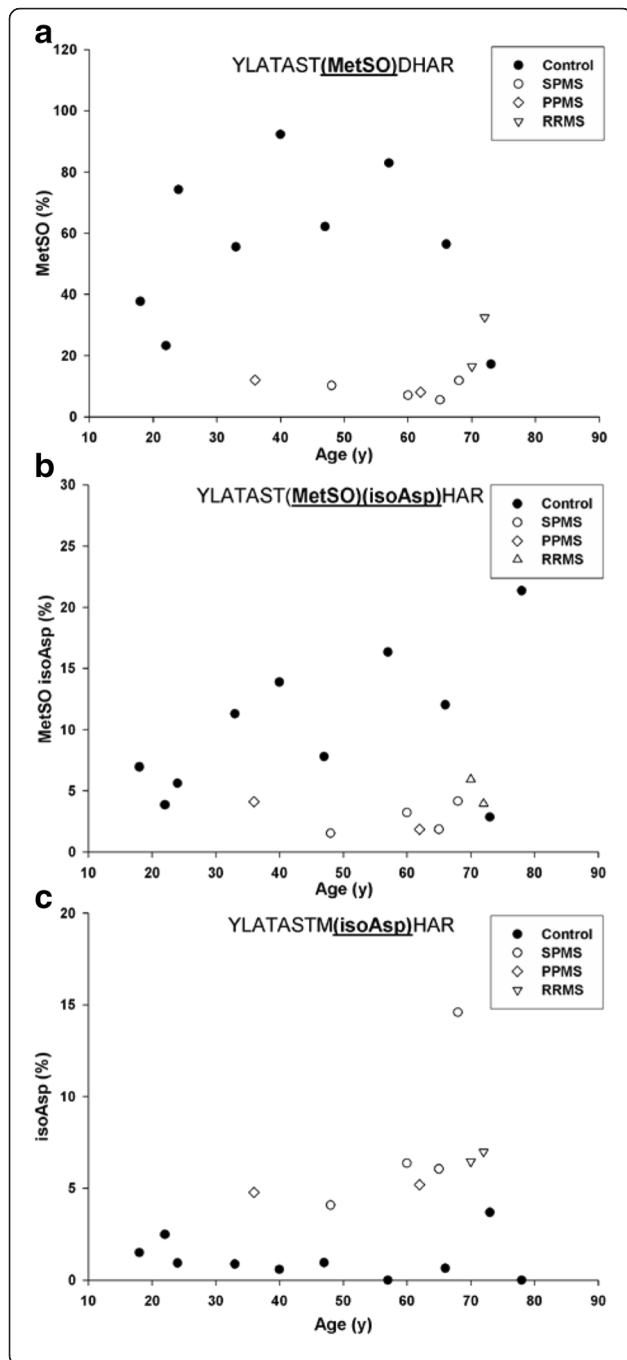 a
YLATAST(MetSO)DHAR
Control
SPMS
PPMS
RRMS
MetSO (%)
120
100
80
60
40
20
0
10 20 30 40 50 60 70 80 90
Age (y)
b
YLATAST(MetSO)(isoAsp)HAR
Control
SPMS
PPMS
RRMS
MetSO isoAsp (%)
30
25
20
15
10
5
0
10 20 30 40 50 60 70 80 90
Age (y)
c
YLATASTM(isoAsp)HAR
Control
SPMS
PPMS
RRMS
isoAsp (%)
20
15
10
5
0
10 20 30 40 50 60 70 80 90
Age (y)